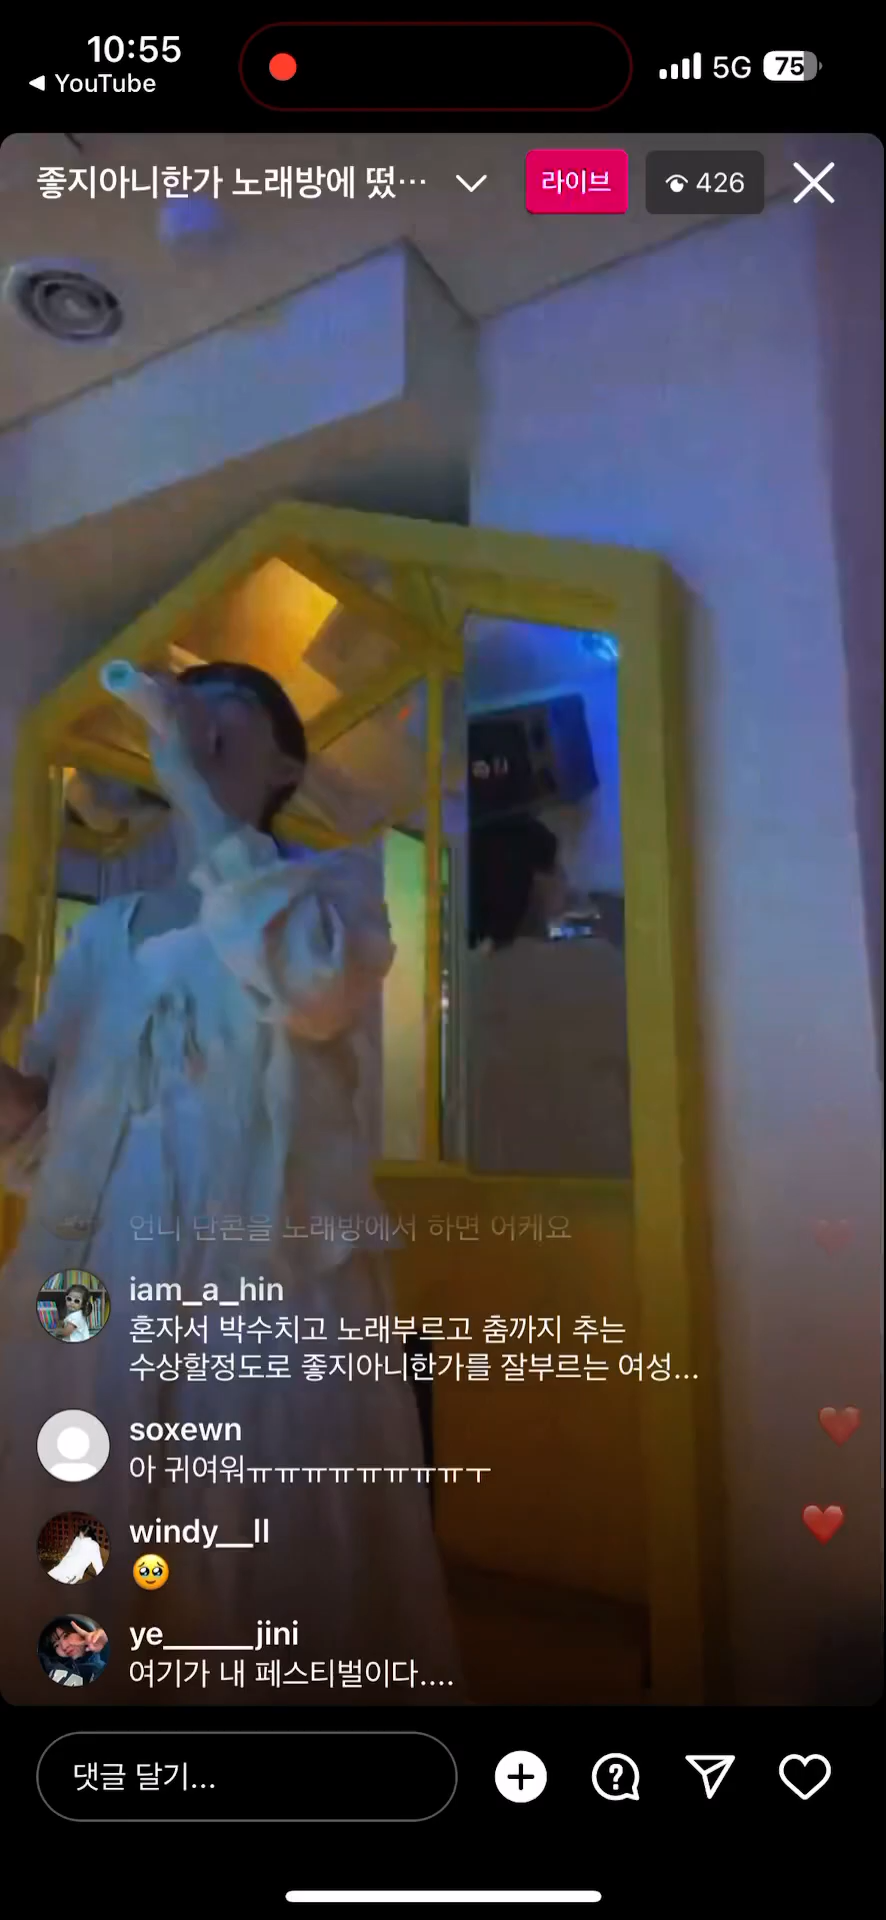 10:55
◀ YouTube
5G
75
좋지아니한가 노래방에 떴…
라이브
426
언니 단콘을 노래방에서 하면 어케요
iam_a_hin
혼자서 박수치고 노래부르고 춤까지 추는
수상할정도로 좋지아니한가를 잘부르는 여성...
soxewn
아 귀여워ㅠㅠㅠㅠㅠㅠㅠㅠㅜ
windy__ll
🥹
ye_____jini
여기가 내 페스티벌이다....
댓글 달기...